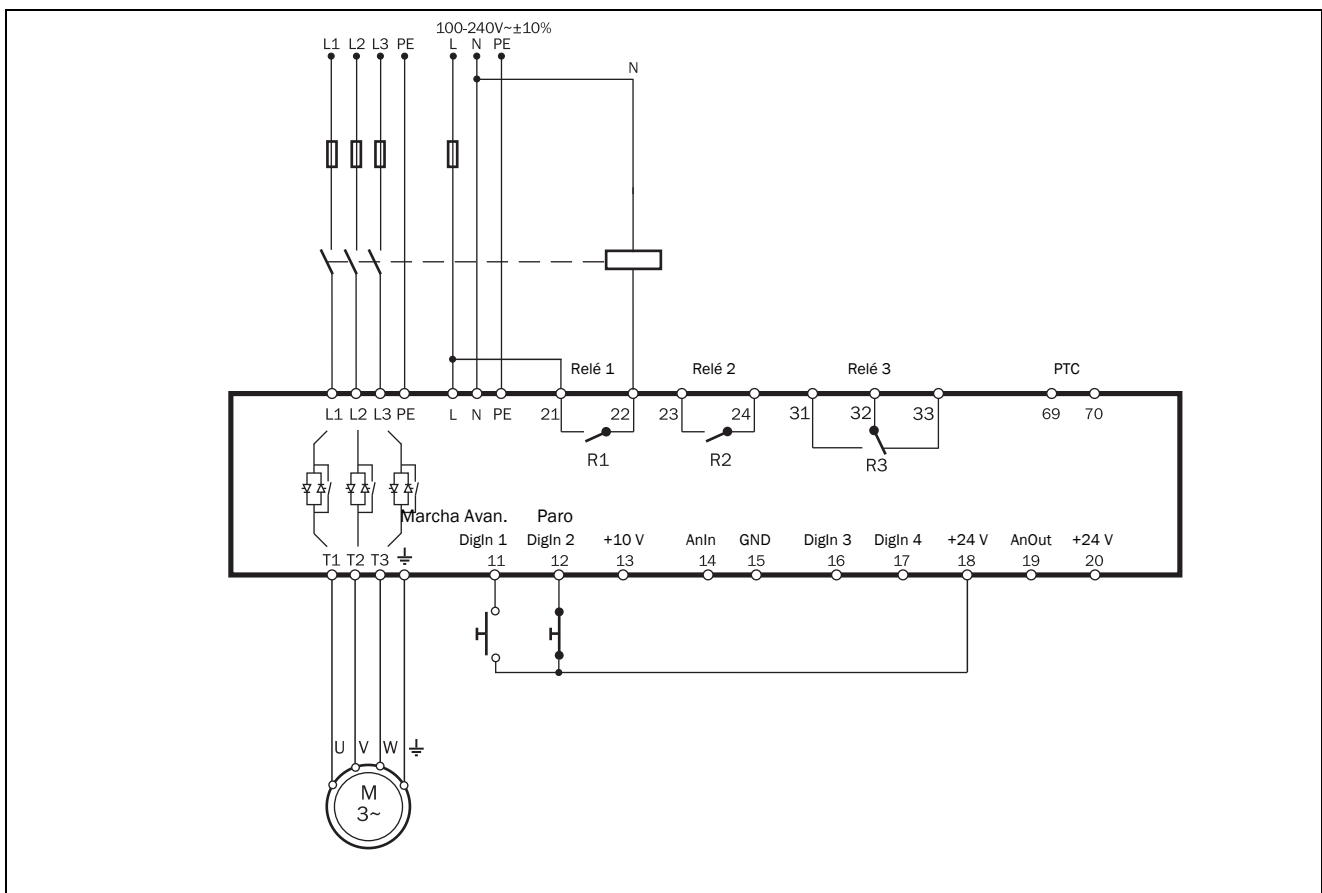 100-240V~±10%
L1 L2 L3 PE L N PE
N
Relé 1 Relé 2 Relé 3 PTC
L1 L2 L3 PE L N PE 21 22 23 24 31 32 33 69 70
R1 R2 R3
Marcha Avan. Paro
DigIn 1 DigIn 2 +10 V AnIn GND DigIn 3 DigIn 4 +24 V AnOut +24 V
T1 T2 T3 11 12 13 14 15 16 17 18 19 20
U V W
M
3~